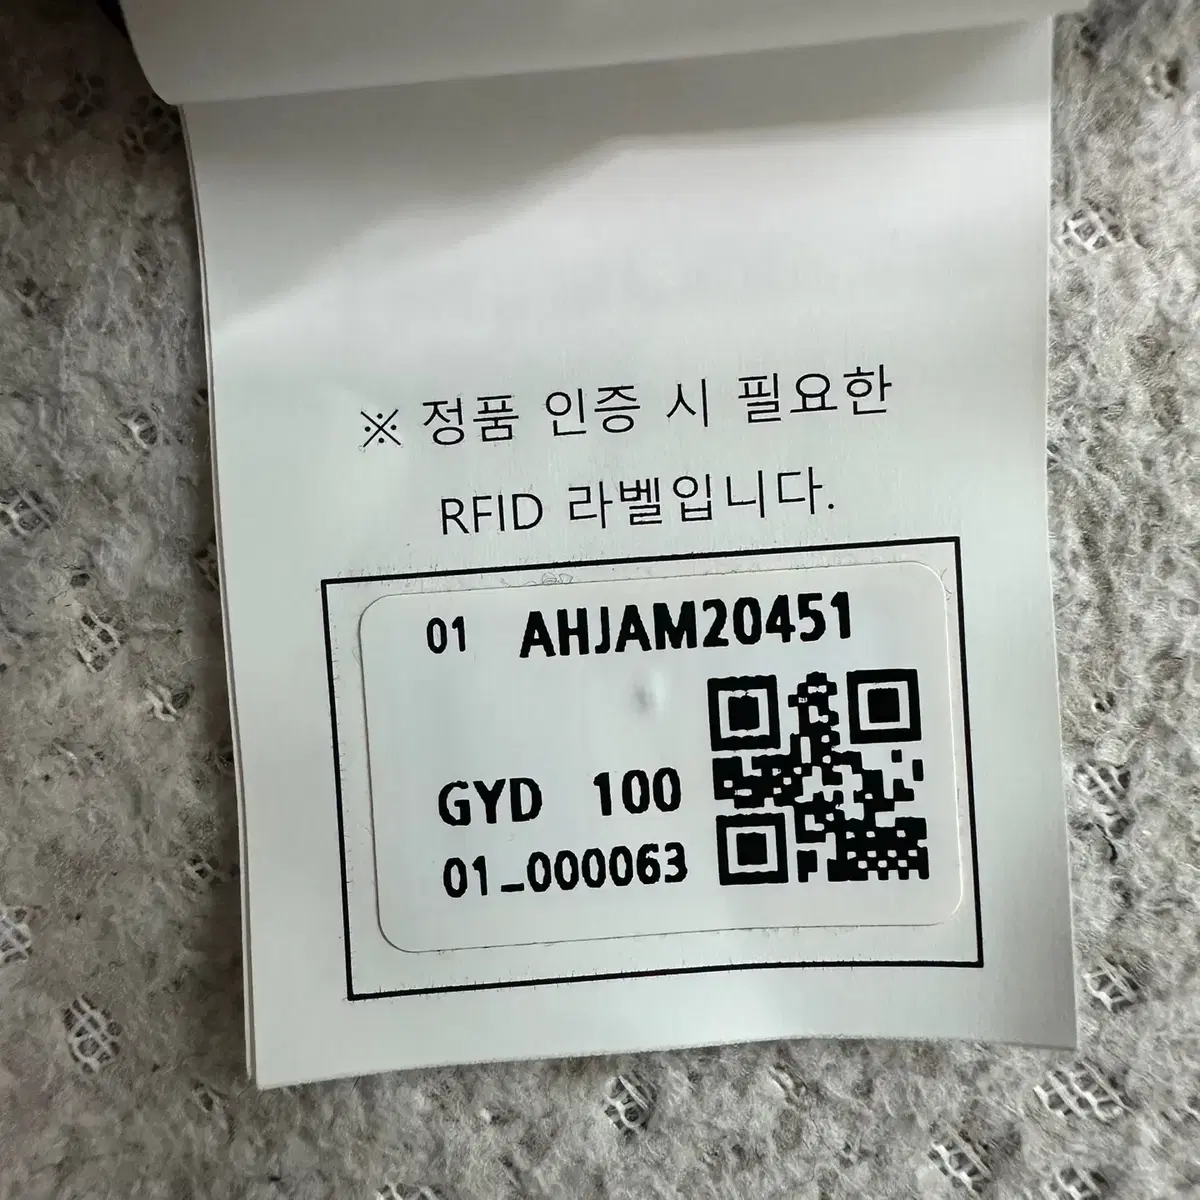 ※ 정품 인증 시 필요한
RFID 라벨입니다.
01 AHJAM20451
GYD 100
01_000063